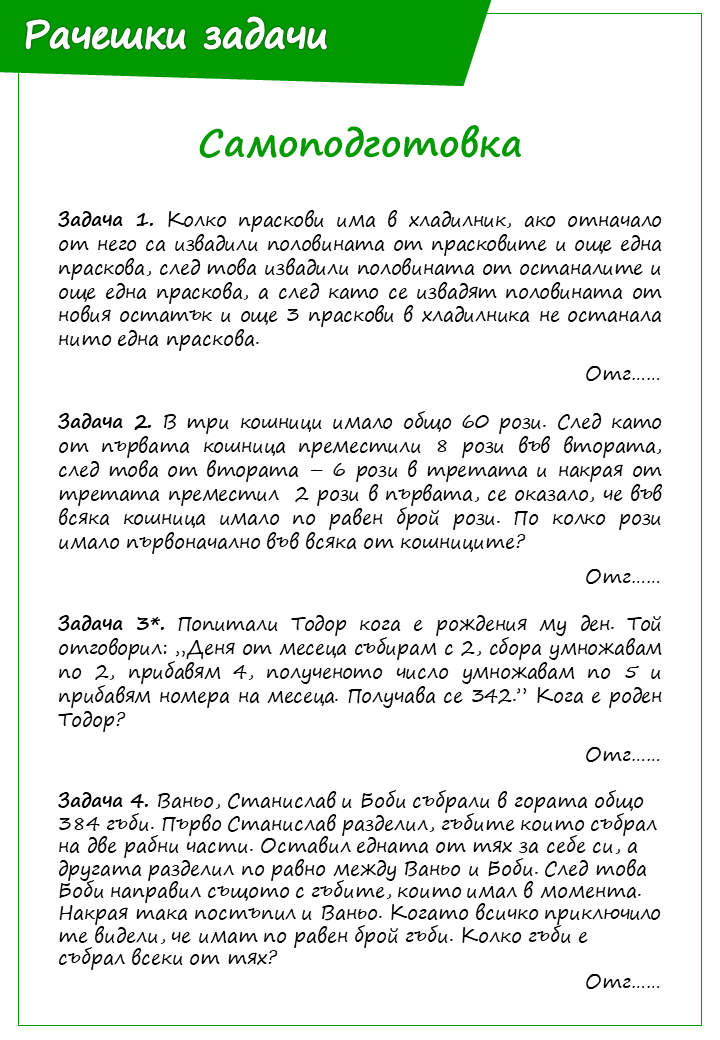 Рачешки задачи
Самоподготовка
Задача 1. Колко праскови има в хладилник, ако отначало
от него са извадили половината от прасковите и още една
праскова, след това извадили половината от останалите и
още една праскова, а след като се извадят половината от
новия остатък и още 3 праскови в хладилника не останала
нито една праскова.
Отг......
Задача 2. В три кошници имало общо 60 рози. След като
от първата кошница преместили 8 рози във втората,
след това от втората – 6 рози в третата и накрая от
третата преместил 2 рози в първата, се оказало, че във
всяка кошница имало по равен брой рози. По колко рози
имало първоначално във всяка от кошниците?
Отг......
Задача 3*. Попитали Тодор кога е рождения му ден. Той
отговорил: „Деня от месеца събирам с 2, сбора умножавам
по 2, прибавям 4, полученото число умножавам по 5 и
прибавям номера на месеца. Получава се 342.” Кога е роден
Тодор?
Отг......
Задача 4. Ваньо, Станислав и Боби събрали в гората общо
384 гъби. Първо Станислав разделил, гъбите които събрал
на две рабни части. Оставил едната от тях за себе си, а
другата разделил по равно между Ваньо и Боби. След това
Боби направил същото с гъбите, които имал в момента.
Накрая така постъпил и Ваньо. Когато всичко приключило
те видели, че имат по равен брой гъби. Колко гъби е
събрал всеки от тях?
Отг......